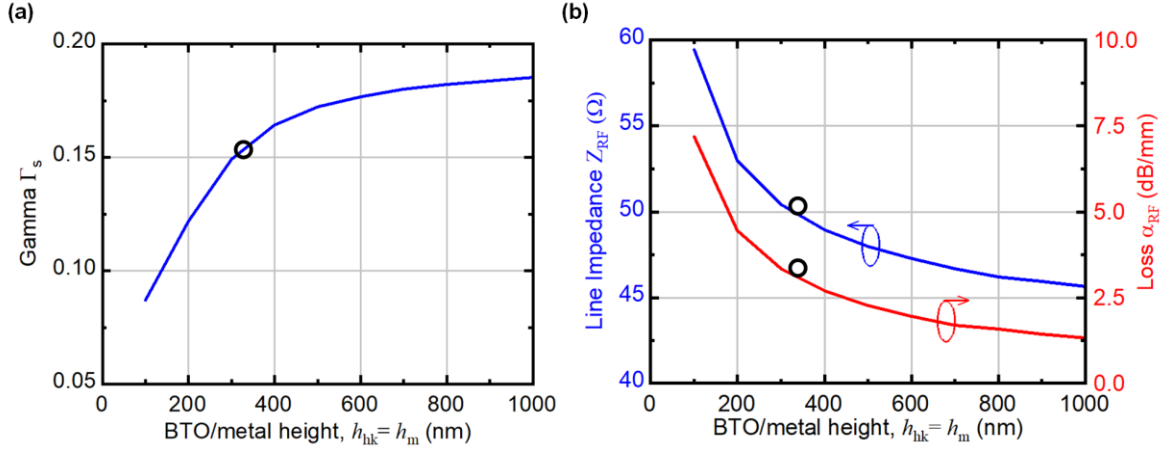 (a)
0.20
0.15
0.10
0.05
Gamma Γs
0 200 400 600 800 1000
BTO/metal height, hhk= hm (nm)
(b)
60
55
50
45
40
Line Impedance ZRF (Ω)
10.0
7.5
5.0
2.5
0.0
Loss αRF (dB/mm)
0 200 400 600 800 1000
BTO/metal height, hhk= hm (nm)